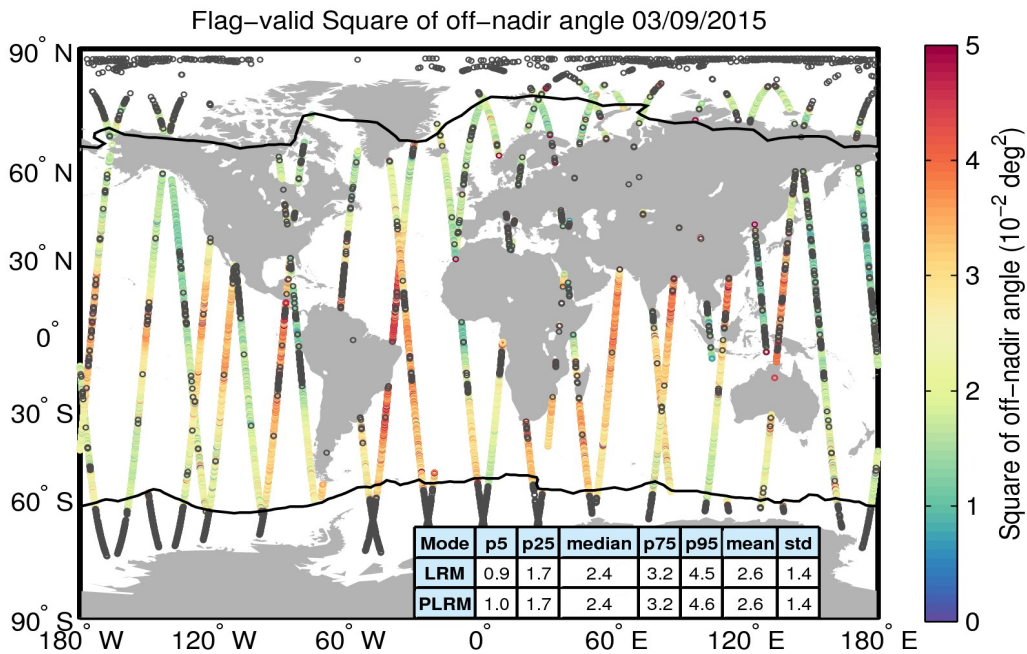 Flag−valid Square of off−nadir angle 03/09/2015
90° N
60° N
30° N
0°
30° S
60° S
90° S
180° W
120° W
60° W
0°
60° E
120° E
180° E
Mode p5 p25 median p75 p95 mean std
LRM 0.9 1.7 2.4 3.2 4.5 2.6 1.4
PLRM 1.0 1.7 2.4 3.2 4.6 2.6 1.4
5
4
3
2
1
0
Square of off−nadir angle (10⁻² deg²)